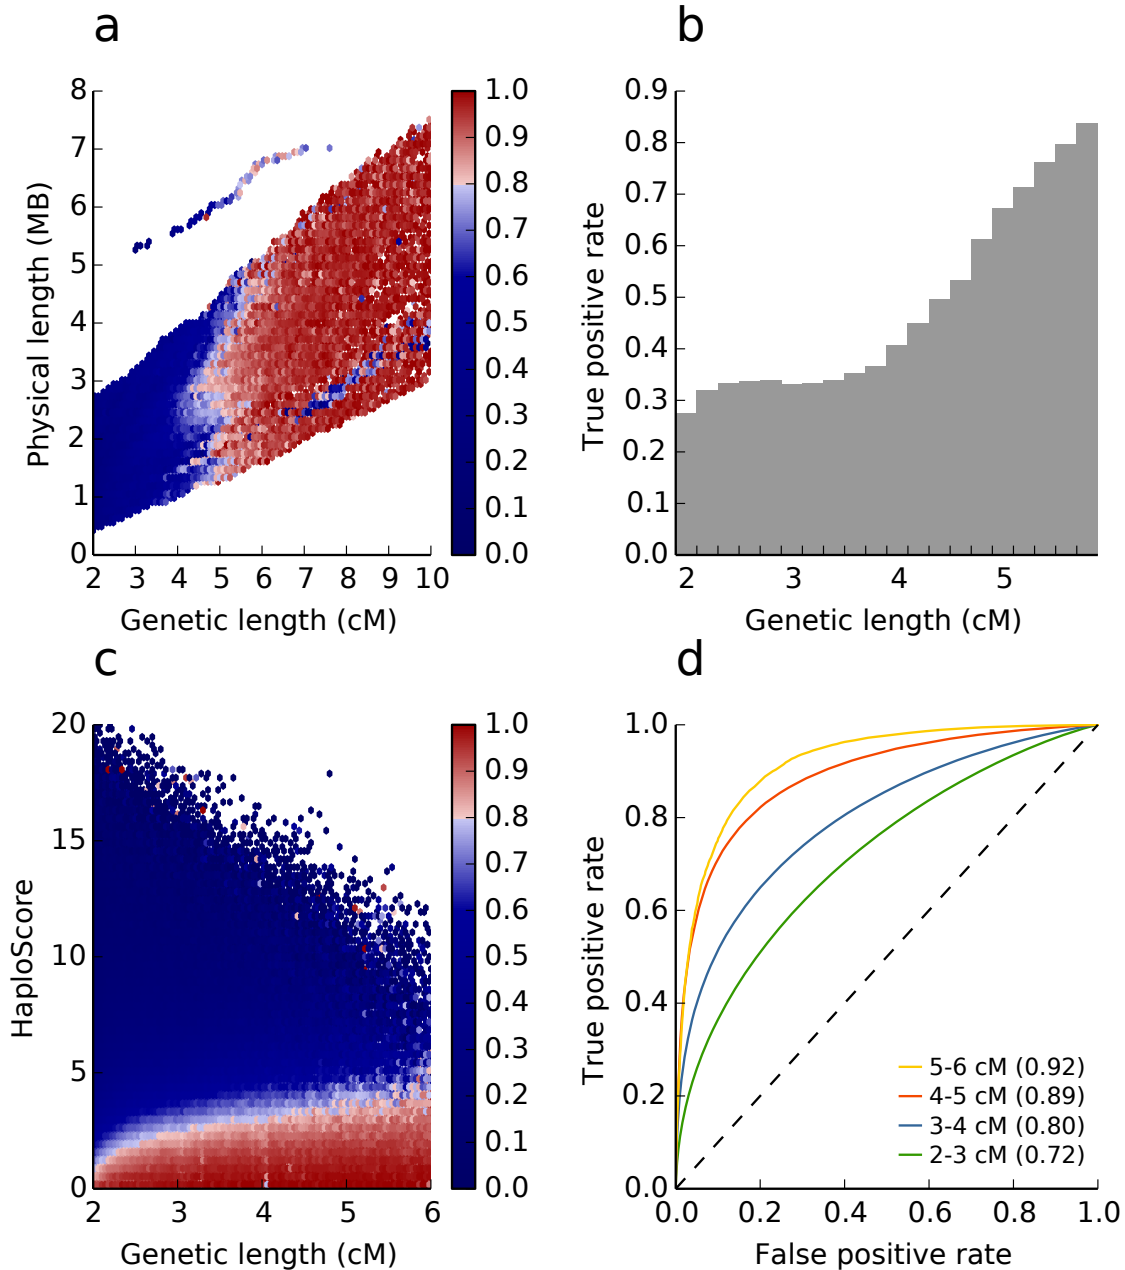 a
8
7
6
5
4
3
2
1
0
Physical length (MB)
2 3 4 5 6 7 8 9 10
Genetic length (cM)
1.0
0.9
0.8
0.7
0.6
0.5
0.4
0.3
0.2
0.1
0.0
b
0.9
0.8
0.7
0.6
0.5
0.4
0.3
0.2
0.1
0.0
True positive rate
2 3 4 5
Genetic length (cM)
c
20
15
10
5
0
HaploScore
2 3 4 5 6
Genetic length (cM)
1.0
0.9
0.8
0.7
0.6
0.5
0.4
0.3
0.2
0.1
0.0
d
1.0
0.8
0.6
0.4
0.2
0.0
True positive rate
5-6 cM (0.92)
4-5 cM (0.89)
3-4 cM (0.80)
2-3 cM (0.72)
0.0 0.2 0.4 0.6 0.8 1.0
False positive rate